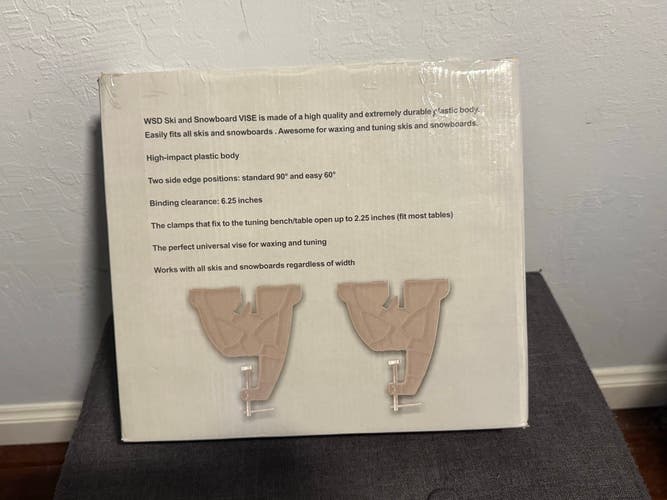 WSD Ski and Snowboard VISE is made of a high quality and extremely durable plastic body.
Easily fits all skis and snowboards . Awesome for waxing and tuning skis and snowboards.
High-impact plastic body
Two side edge positions: standard 90° and easy 60°
Binding clearance: 6.25 inches
The clamps that fix to the tuning bench/table open up to 2.25 inches (fit most tables)
The perfect universal vise for waxing and tuning
Works with all skis and snowboards regardless of width